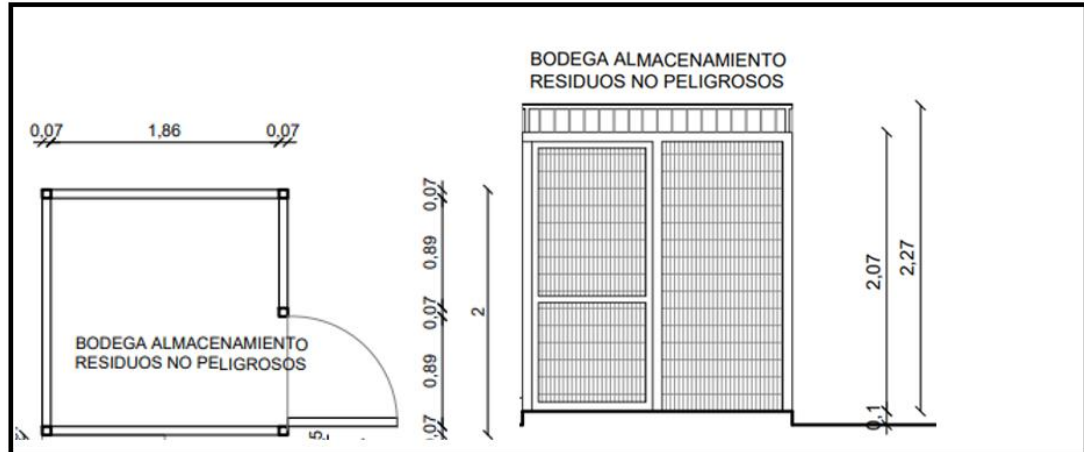 BODEGA ALMACENAMIENTO
RESIDUOS NO PELIGROSOS
0,07 1,86 0,07
0,07
0,89
0,07
0,89
0,07
2
BODEGA ALMACENAMIENTO
RESIDUOS NO PELIGROSOS
2,07
2,27
0,1